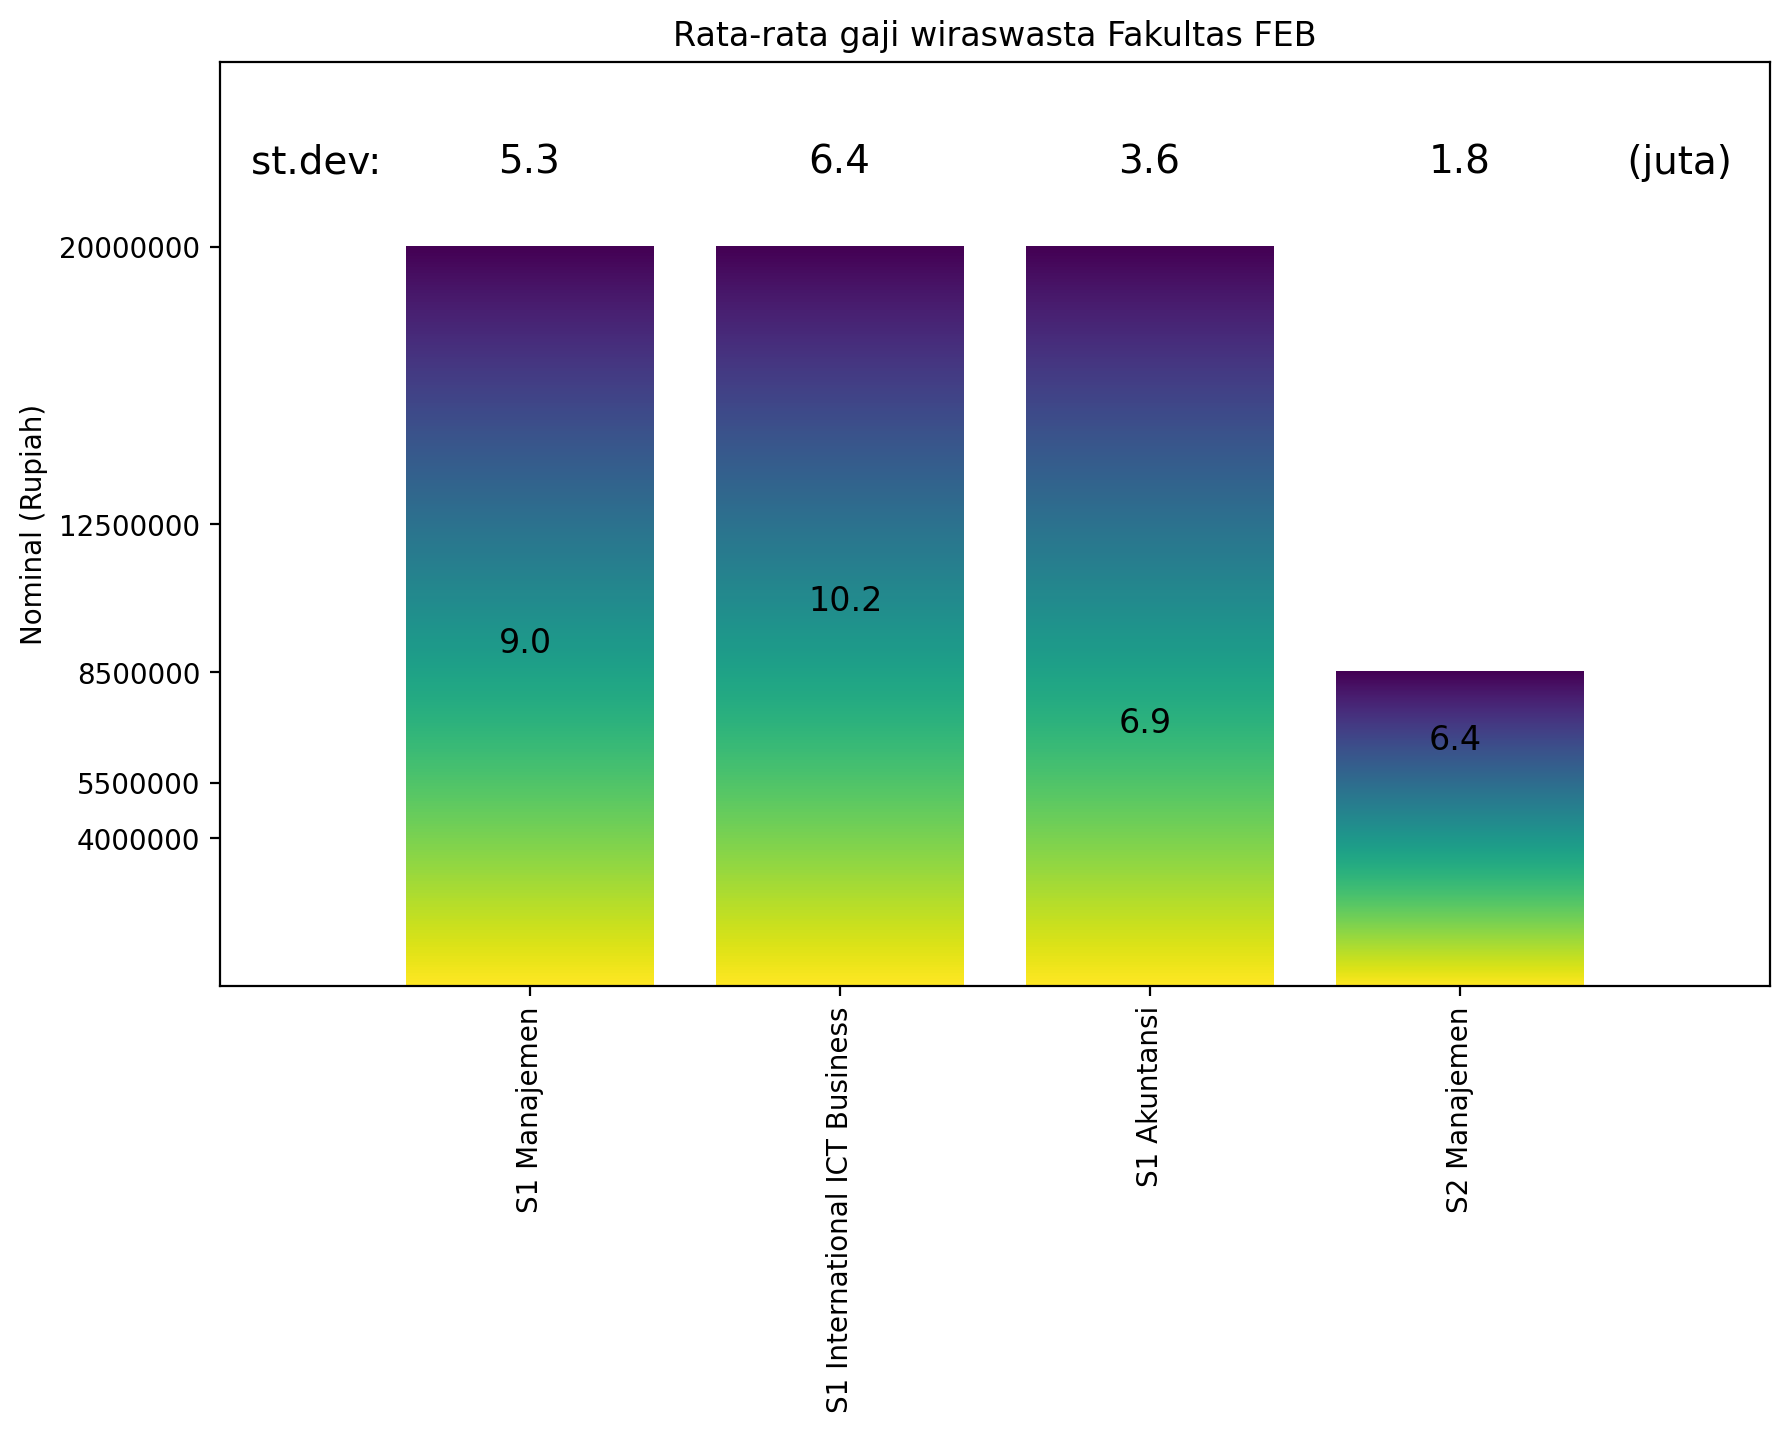 Rata-rata gaji wiraswasta Fakultas FEB
st.dev: 5.3 6.4 3.6 1.8 (juta)
Nominal (Rupiah)
20000000
12500000
8500000
5500000
4000000
9.0
10.2
6.9
6.4
S1 Manajemen
S1 International ICT Business
S1 Akuntansi
S2 Manajemen